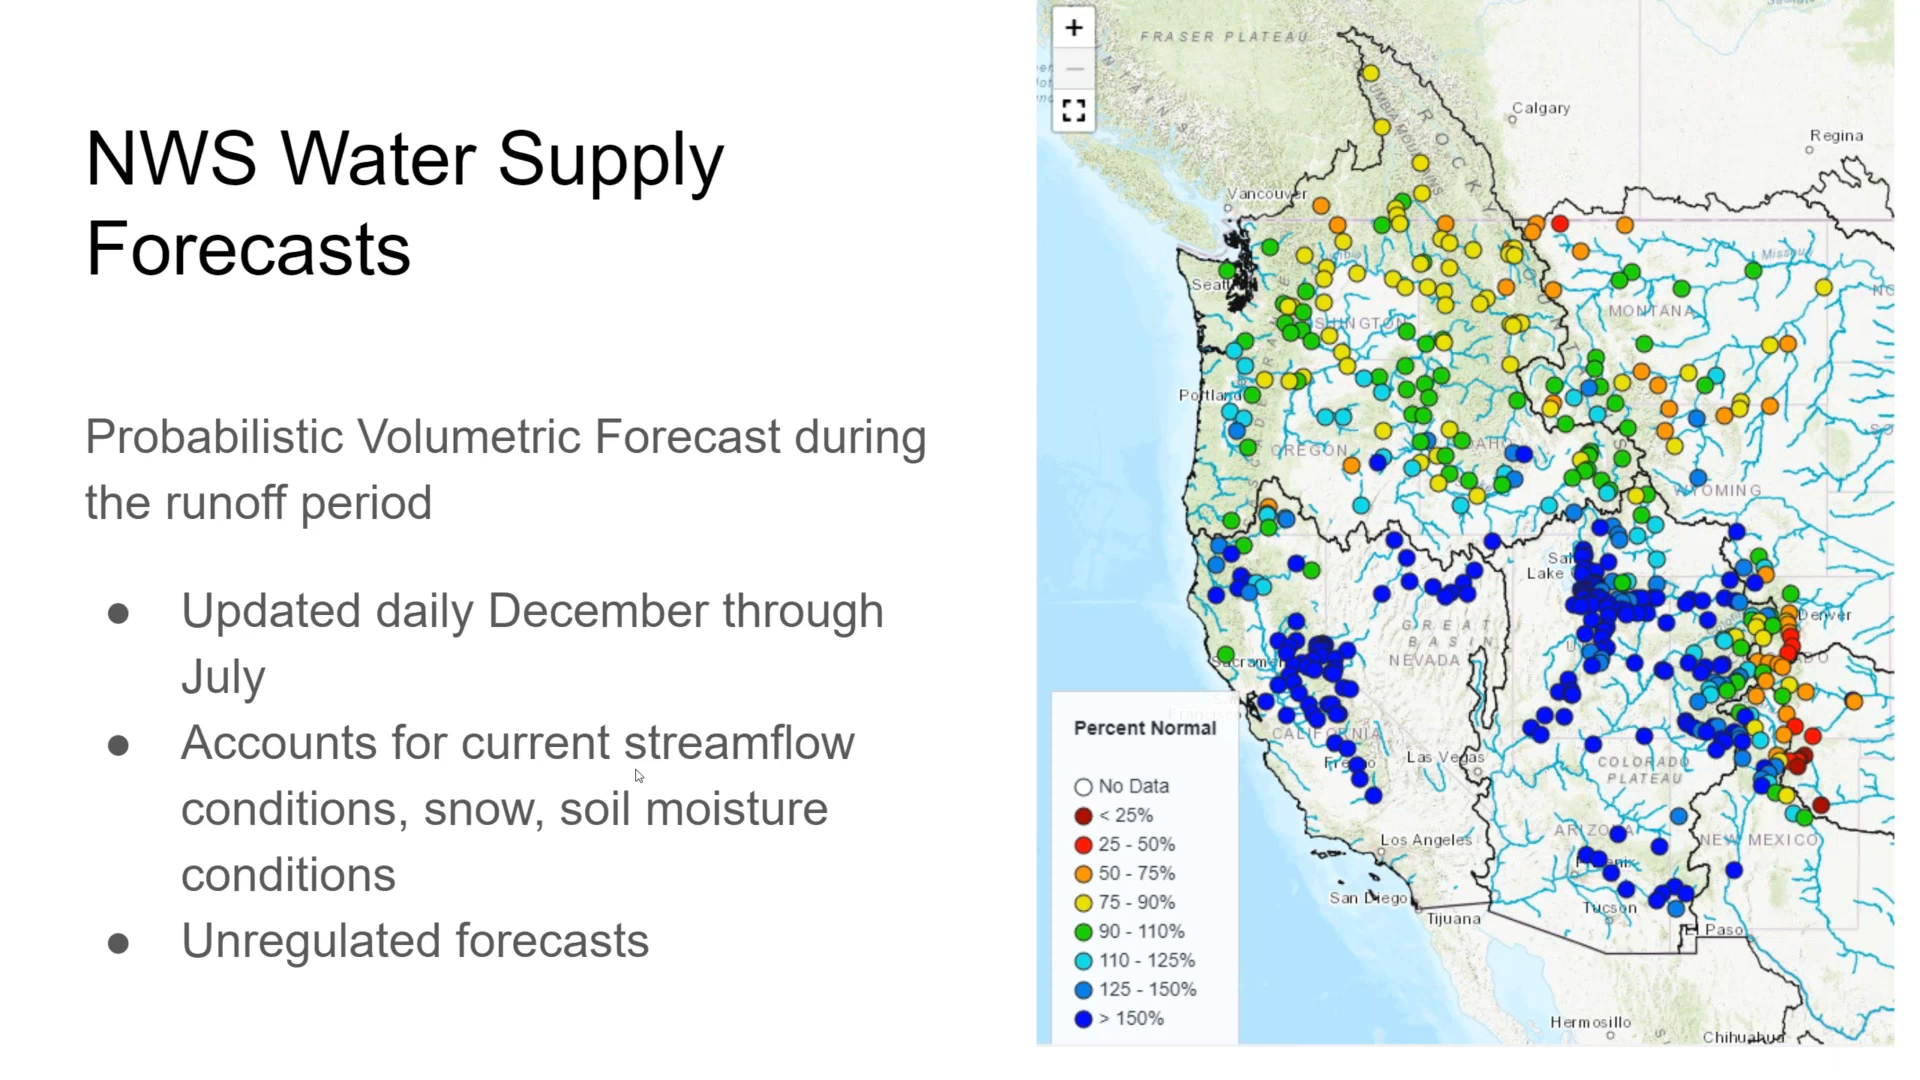 NWS Water Supply
Forecasts
Probabilistic Volumetric Forecast during
the runoff period
● Updated daily December through
July
● Accounts for current streamflow
conditions, snow, soil moisture
conditions
● Unregulated forecasts
+
−
FRASER PLATEAU
Calgary
Regina
Vancouver
Missouri
MONTANA
Portland
OREGON
WYOMING
Lake
Denver
GREAT
BASIN
NEVADA
CALIFORNIA
Las Vegas
COLORADO
PLATEAU
Los Angeles
ARIZONA
NEW MEXICO
San Diego
Tijuana
Tucson
El Paso
Hermosillo
Chihuahua
Percent Normal
No Data
< 25%
25 - 50%
50 - 75%
75 - 90%
90 - 110%
110 - 125%
125 - 150%
> 150%